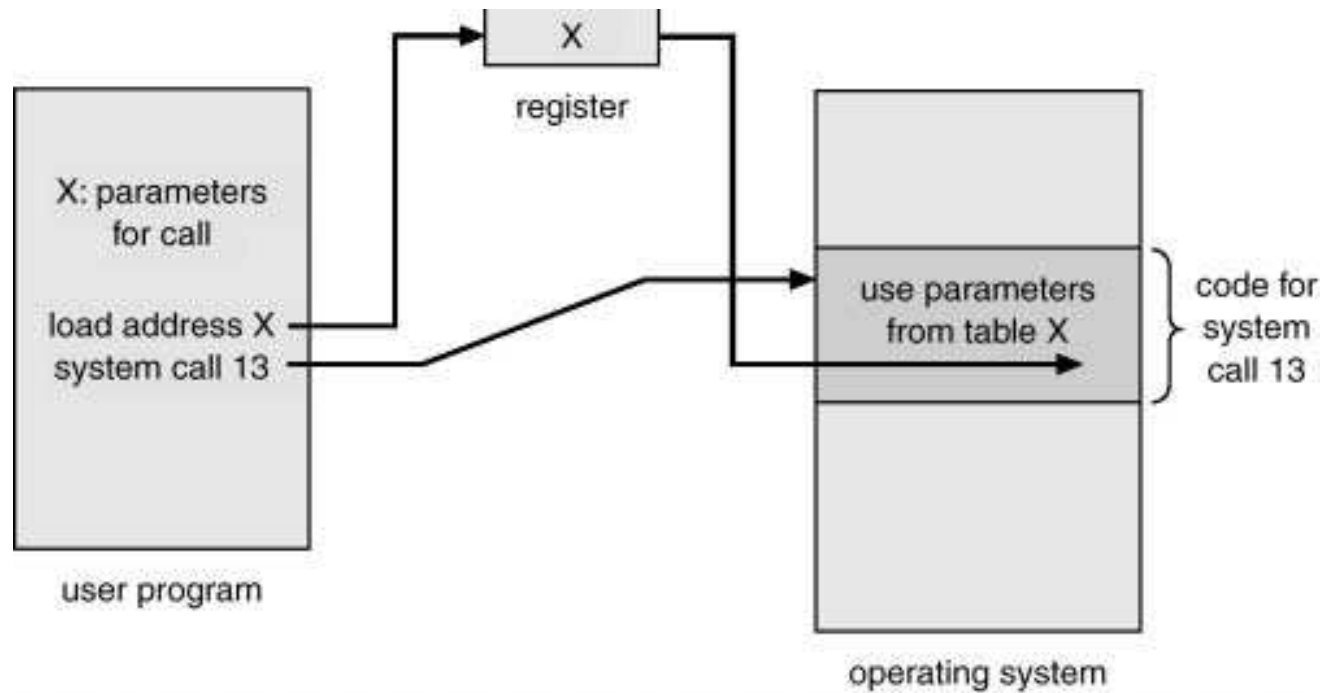 X
register
X: parameters
for call
load address X
system call 13
user program
use parameters
from table X
code for
system
call 13
operating system